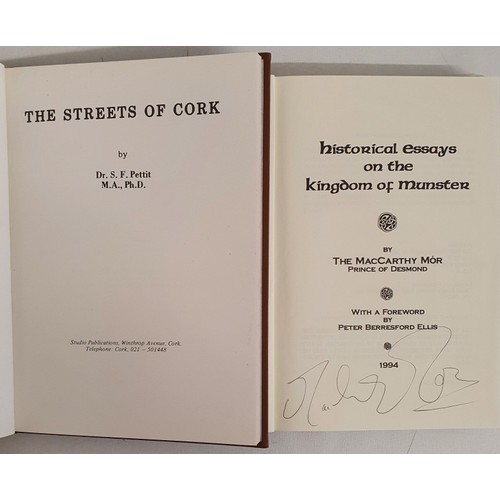 THE STREETS OF CORK
by
Dr. S. F. Pettit
M.A., Ph.D.
Studio Publications, Winthrop Avenue, Cork.
Telephone: Cork, 021 - 501449
Historical Essays
on the
Kingdom of Munster
BY
THE MACCARTHY MÓR
PRINCE OF DESMOND
WITH A FOREWORD
BY
PETER BERRESFORD ELLIS
1994